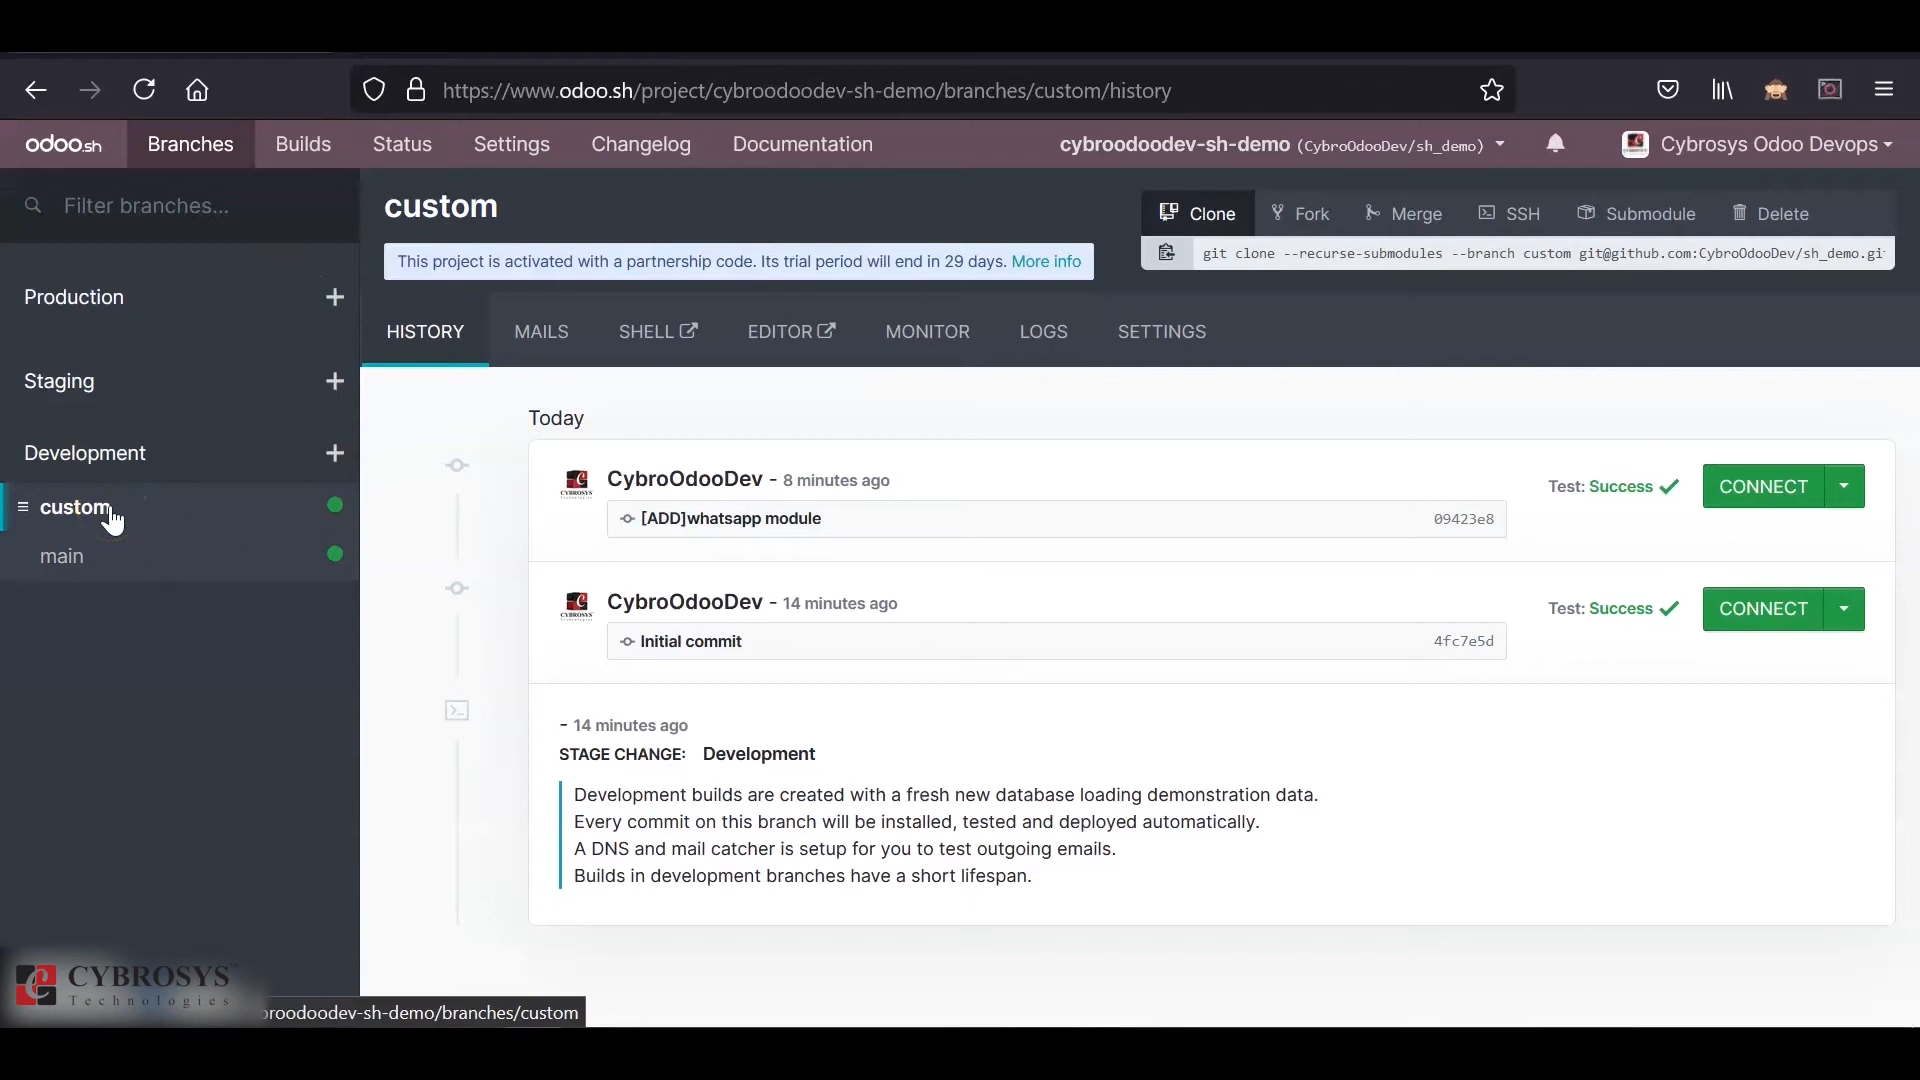 https://www.odoo.sh/project/cybroodoodev-sh-demo/branches/custom/history
odoo.sh Branches Builds Status Settings Changelog Documentation cybroodoodev-sh-demo (CybroOdooDev/sh_demo) Cybrosys Odoo Devops
Filter branches...
Production
Staging
Development
custom
main
custom
Clone Fork Merge SSH Submodule Delete
This project is activated with a partnership code. Its trial period will end in 29 days. More info
git clone --recurse-submodules --branch custom git@github.com:CybroOdooDev/sh_demo.gi
HISTORY MAILS SHELL EDITOR MONITOR LOGS SETTINGS
Today
CybroOdooDev - 8 minutes ago
[ADD]whatsapp module 09423e8
Test: Success CONNECT
CybroOdooDev - 14 minutes ago
Initial commit 4fc7e5d
Test: Success CONNECT
- 14 minutes ago
STAGE CHANGE: Development
Development builds are created with a fresh new database loading demonstration data.
Every commit on this branch will be installed, tested and deployed automatically.
A DNS and mail catcher is setup for you to test outgoing emails.
Builds in development branches have a short lifespan.
CYBROSYS
Technologies
roodoodev-sh-demo/branches/custom